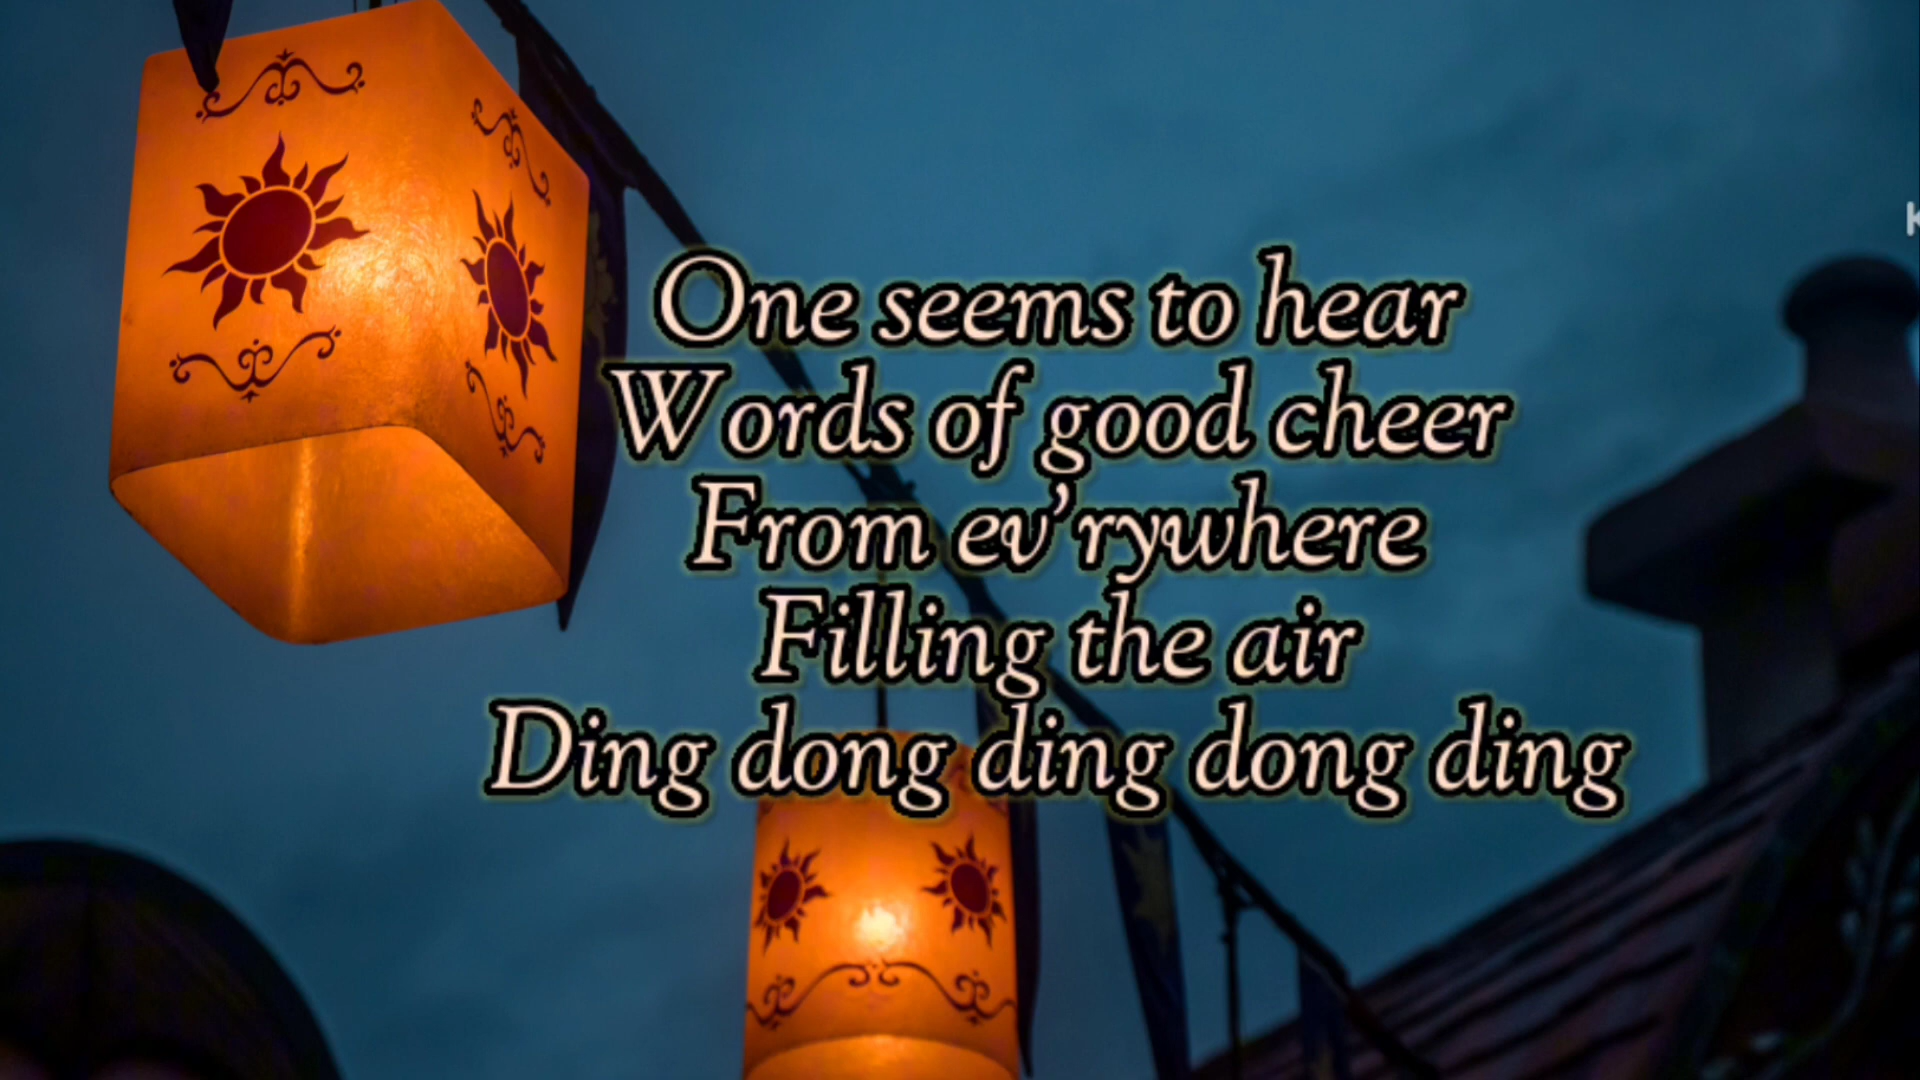 One seems to hear
Words of good cheer
From ev'rywhere
Filling the air
Ding dong ding dong ding